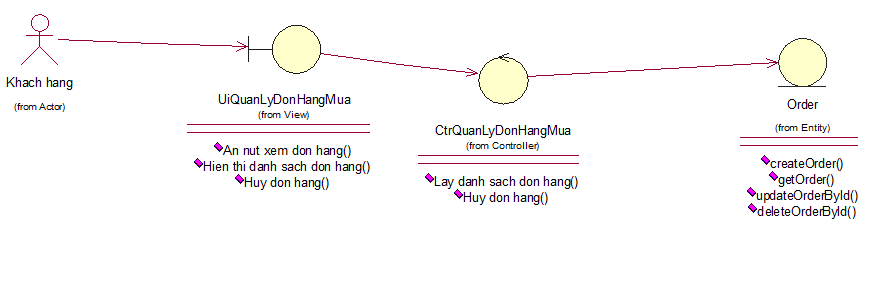 Khach hang
(from Actor)
UiQuanLyDonHangMua
(from View)
An nut xem don hang()
Hien thi danh sach don hang()
Huy don hang()
CtrQuanLyDonHangMua
(from Controller)
Lay danh sach don hang()
Huy don hang()
Order
(from Entity)
createOrder()
getOrder()
updateOrderById()
deleteOrderById()